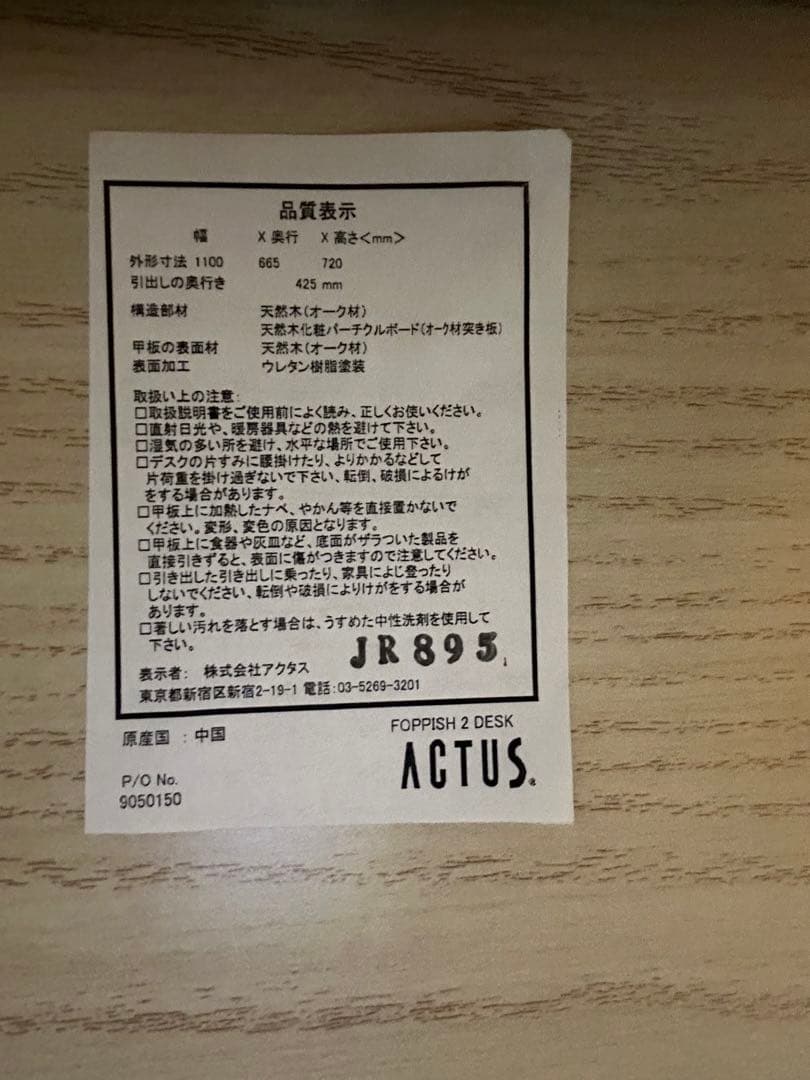 品質表示
幅 X 奥行 X 高さ<mm>
外形寸法 1100 665 720
引出しの奥行き 425 mm
構造部材 天然木(オーク材)
天然木化粧パーチクルボード(オーク材突き板)
甲板の表面材 天然木(オーク材)
表面加工 ウレタン樹脂塗装
取扱い上の注意:
□取扱説明書をご使用前によく読み、正しくお使いください。
□直射日光や、暖房器具などの熱を避けて下さい。
□湿気の多い所を避け、水平な場所でご使用下さい。
□デスクの片すみに腰掛けたり、よりかかるなどして
片荷重を掛け過ぎないで下さい、転倒、破損によるけが
をする場合があります。
□甲板上に加熱したナベ、やかん等を直接置かないで
ください。変形、変色の原因となります。
□甲板上に食器や灰皿など、底面がザラついた製品を
直接引きずると、表面に傷がつきますので注意してください。
□引き出した引き出しに乗ったり、家具によじ登ったり
しないでください、転倒や破損によりけがをする場合が
あります。
□著しい汚れを落とす場合は、うすめた中性洗剤を使用して
下さい。
JR895
表示者: 株式会社アクタス
東京都新宿区新宿2-19-1 電話:03-5269-3201
原産国 : 中国
FOPPISH 2 DESK
ACTUS®
P/O No.
9050150